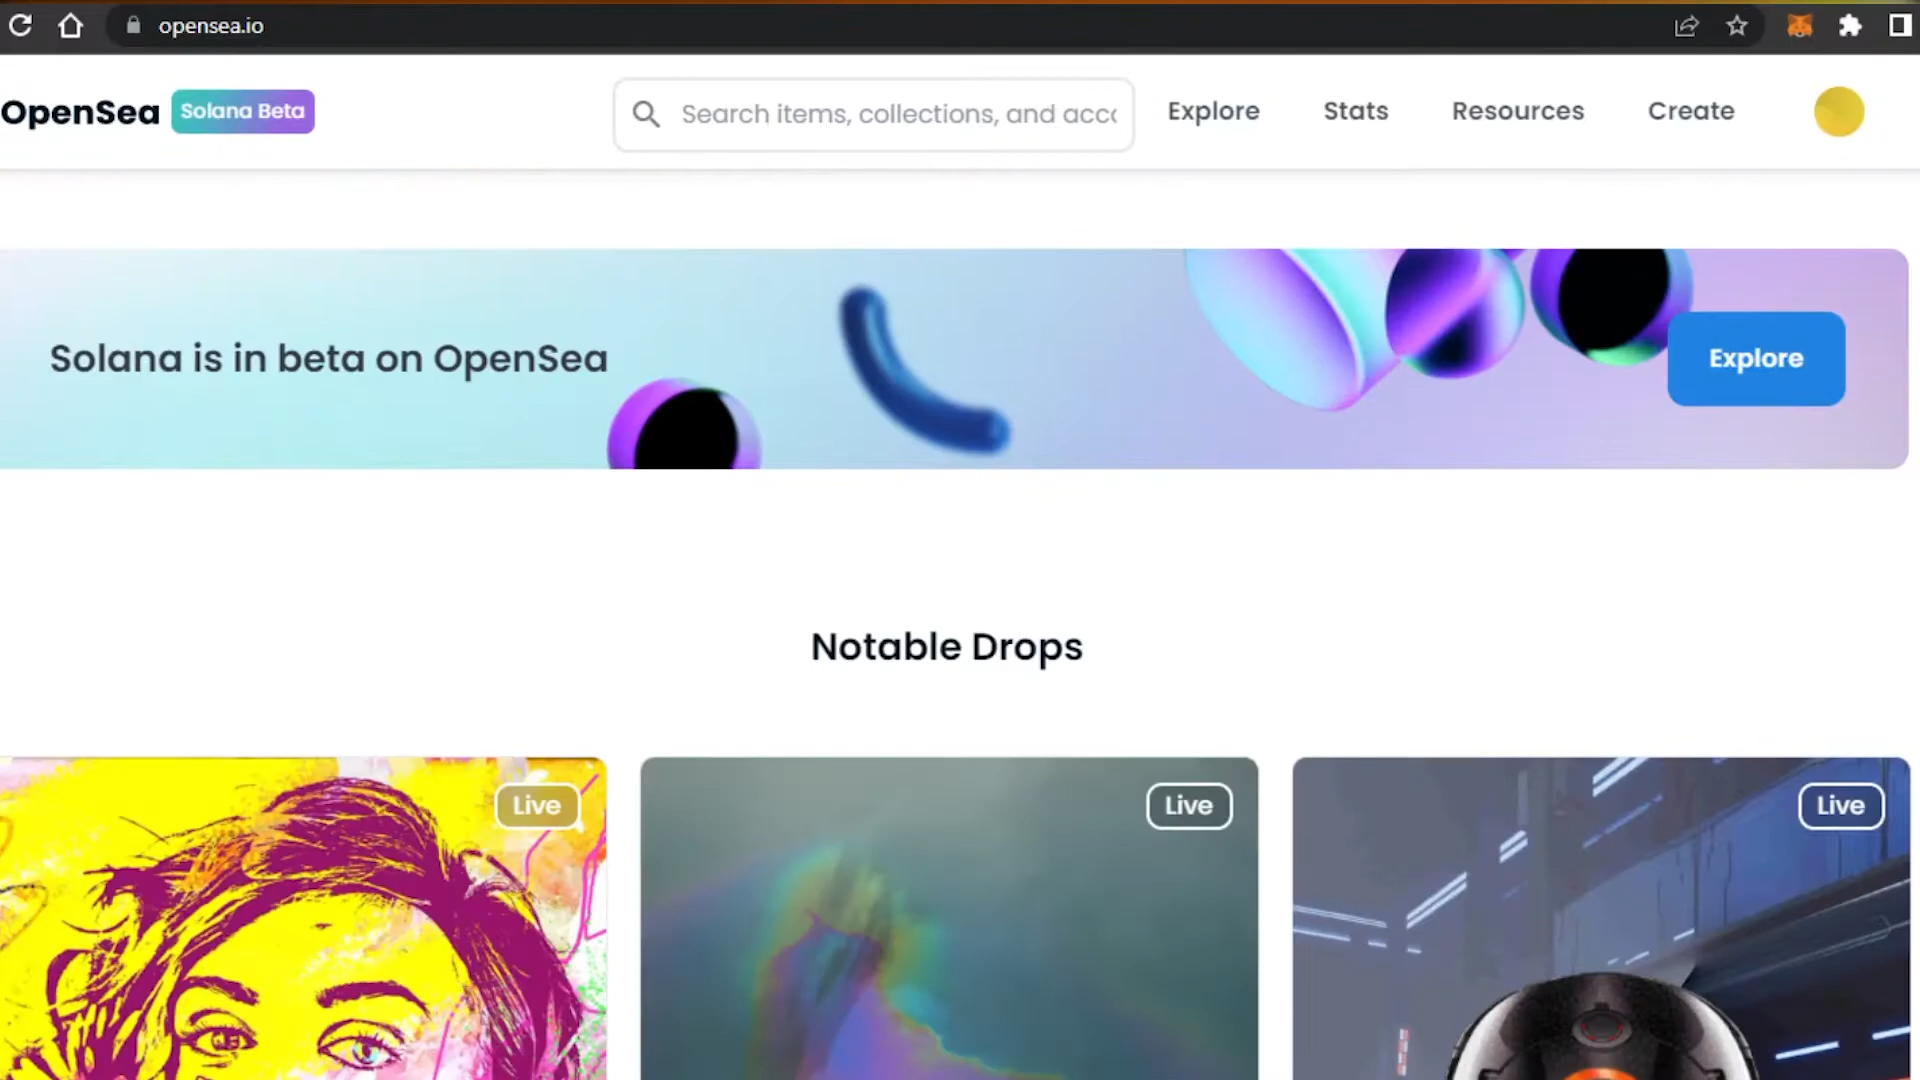 opensea.io
OpenSea
Solana Beta
Search items, collections, and acco
Explore
Stats
Resources
Create
Solana is in beta on OpenSea
Explore
Notable Drops
Live
Live
Live